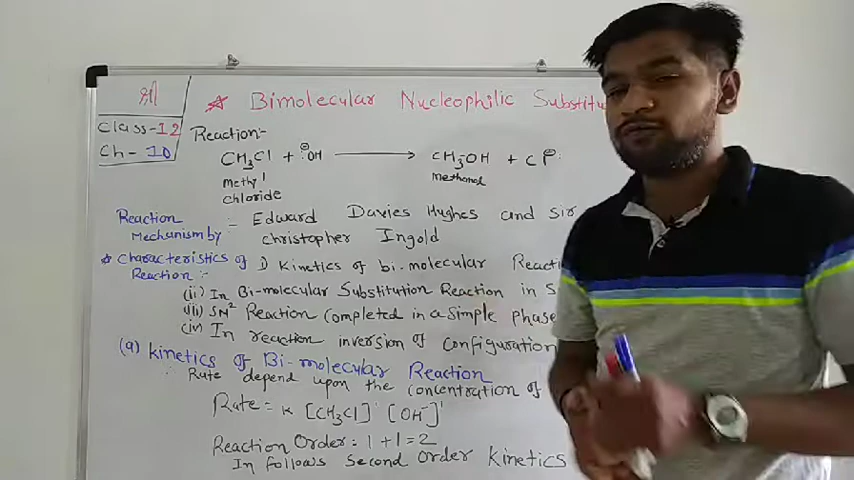 श्री
Class-12
Ch- 10
☆ Bimolecular Nucleophilic Substitu
Reaction:-
CH3Cl + :ŌH ⟶ CH3-OH + Cl⊖
Methyl chloride
Methanol
Reaction Mechanism by :- Edward Davies Hughes and Sir
christopher Ingold
* Characteristics of Reaction :- i) Kinetics of bi-molecular Reacti
(ii) In Bi-molecular Substitution Reaction in S
(iii) SN2 Reaction Completed in a Simple phase
(iv) In reaction inversion of configuration
(a) Kinetics of Bi-molecular Reaction
Rate depend upon the concentration of
Rate = K [CH3Cl]1 [OH-]1
Reaction Order = 1+1=2
In follows Second Order Kinetics